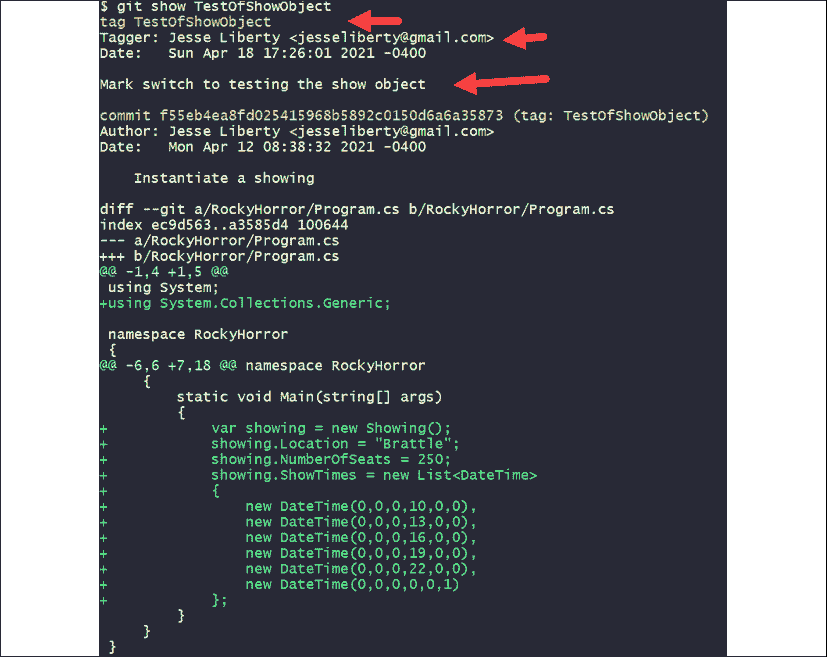 $ git show TestOfShowObject
tag TestOfShowObject
Tagger: Jesse Liberty <jesseliberty@gmail.com>
Date:   Sun Apr 18 17:26:01 2021 -0400

Mark switch to testing the show object

commit f55eb4ea8fd025415968b5892c0150d6a6a35873 (tag: TestOfShowObject)
Author: Jesse Liberty <jesseliberty@gmail.com>
Date:   Mon Apr 12 08:38:32 2021 -0400

    Instantiate a showing

diff --git a/RockyHorror/Program.cs b/RockyHorror/Program.cs
index ec9d563..a3585d4 100644
--- a/RockyHorror/Program.cs
+++ b/RockyHorror/Program.cs
@@ -1,4 +1,5 @@
 using System;
+using System.Collections.Generic;

 namespace RockyHorror
 {
@@ -6,6 +7,18 @@ namespace RockyHorror
     {
         static void Main(string[] args)
         {
+            var showing = new Showing();
+            showing.Location = "Brattle";
+            showing.NumberOfSeats = 250;
+            showing.ShowTimes = new List<DateTime>
+            {
+                new DateTime(0,0,0,10,0,0),
+                new DateTime(0,0,0,13,0,0),
+                new DateTime(0,0,0,16,0,0),
+                new DateTime(0,0,0,19,0,0),
+                new DateTime(0,0,0,22,0,0),
+                new DateTime(0,0,0,0,0,1)
+            };
         }
     }
 }